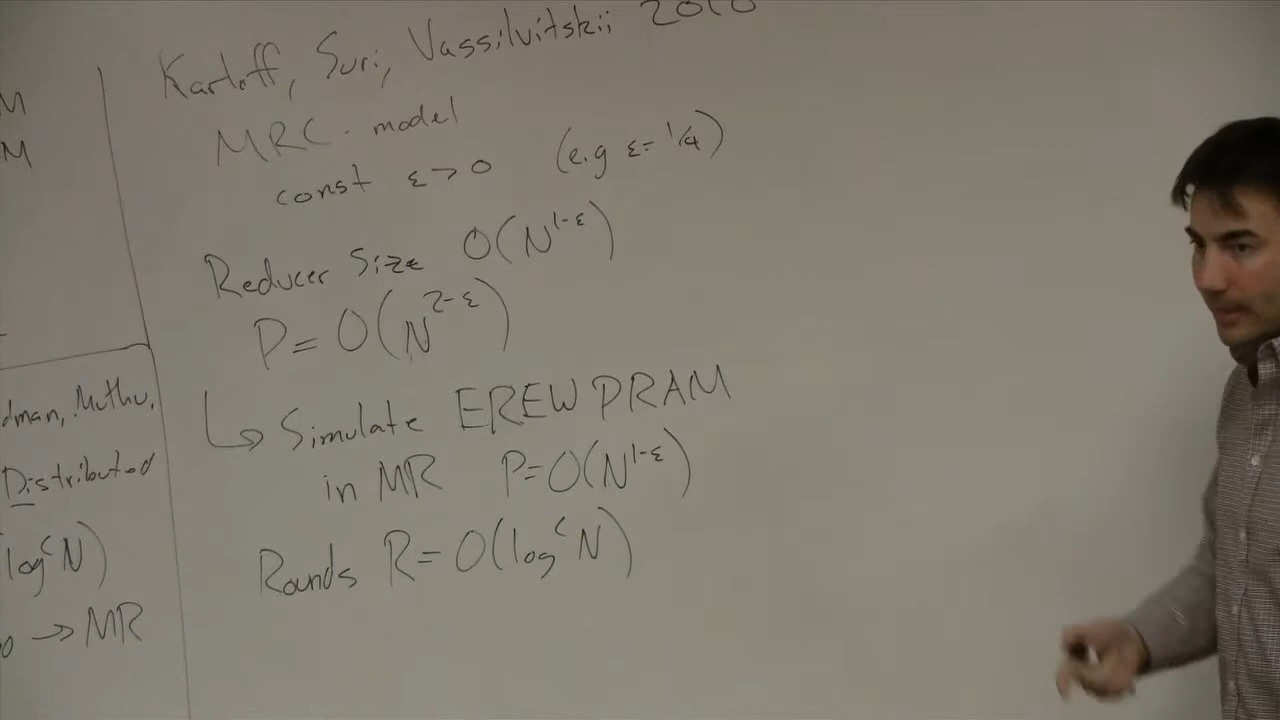 M
M
dman, Muthu,
Distributed
log^c N)
→ MR
Karloff, Suri, Vassilvitskii 2010
MRC - model
const ε > 0 (e.g ε = 1/4)
Reducer Size O(N^{1-ε})
P = O(N^{2-ε})
↳ Simulate EREW PRAM
in MR P = O(N^{1-ε})
Rounds R = O(log^c N)